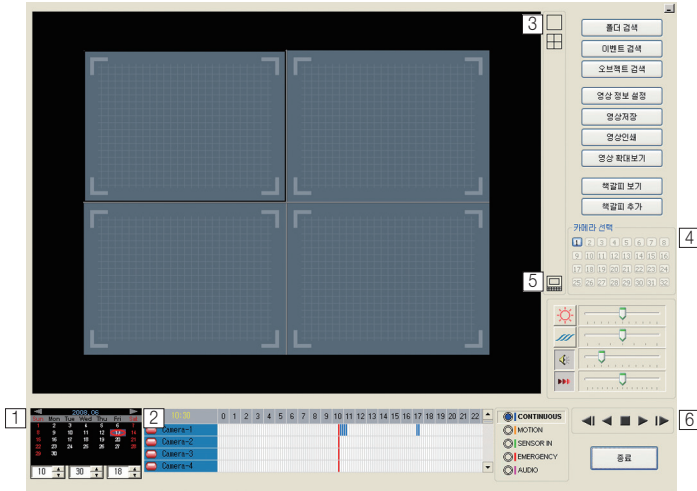 3
폴더 검색
이벤트 검색
오브젝트 검색
영상 정보 설정
영상저장
영상인쇄
영상 확대보기
책갈피 보기
책갈피 추가
카메라 선택
4
1 2 3 4 5 6 7 8
9 10 11 12 13 14 15 16
17 18 19 20 21 22 23 24
25 26 27 28 29 30 31 32
5
1
2008. 06
Sun Mon Tue Wed Thu Fri Sat
1 2 3 4 5 6 7
8 9 10 11 12 13 14
15 16 17 18 19 20 21
22 23 24 25 26 27 28
29 30
10 30 18
2
10:30 0 1 2 3 4 5 6 7 8 9 10 11 12 13 14 15 16 17 18 19 20 21 22
Camera-1
Camera-2
Camera-3
Camera-4
CONTINUOUS
MOTION
SENSOR IN
EMERGENCY
AUDIO
6
종료